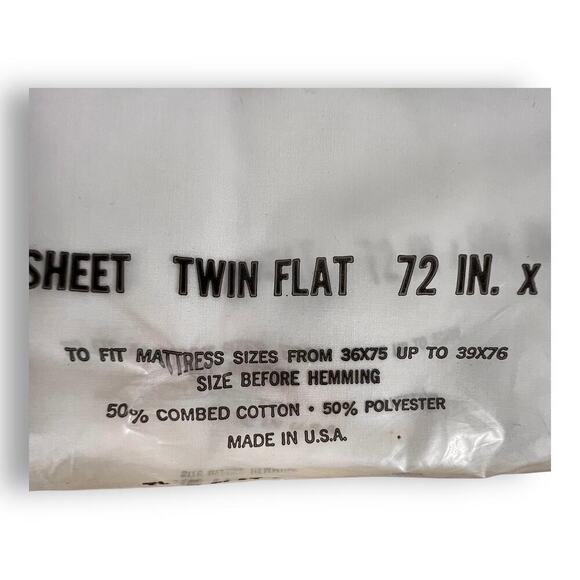 SHEET TWIN FLAT 72 IN. x
TO FIT MATTRESS SIZES FROM 36X75 UP TO 39X76
SIZE BEFORE HEMMING
50% COMBED COTTON • 50% POLYESTER
MADE IN U.S.A.